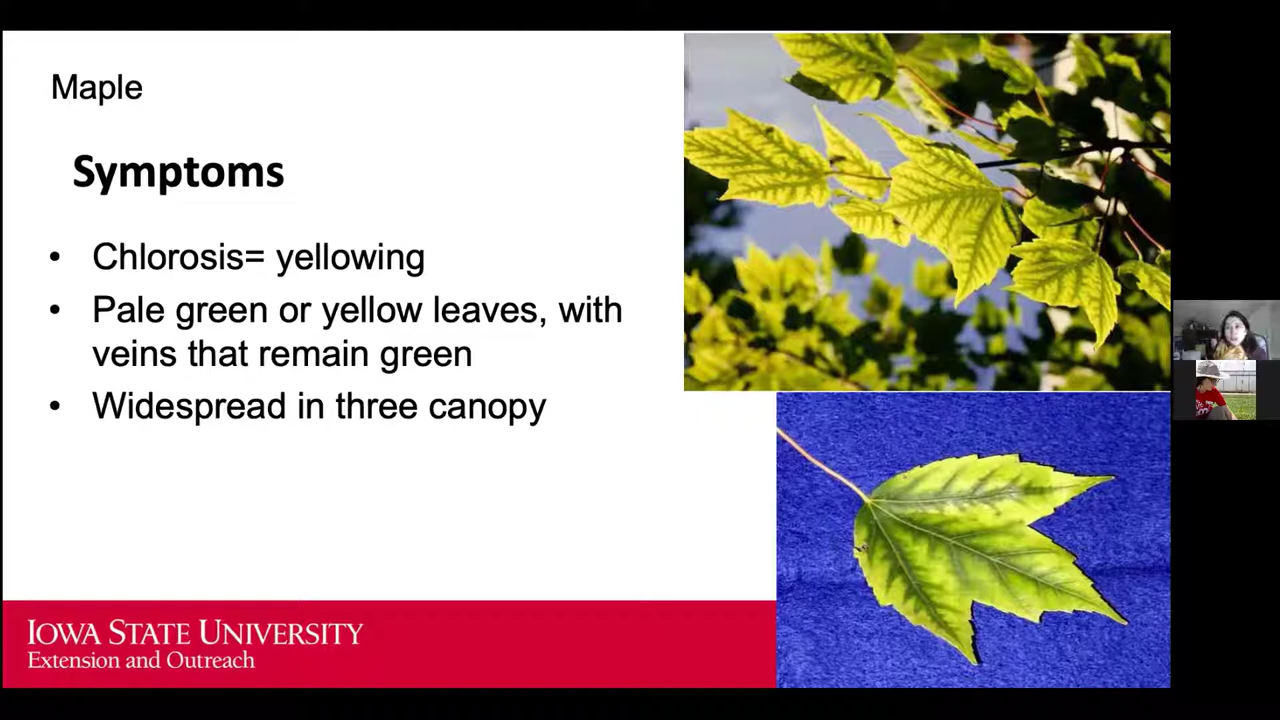 Maple
Symptoms
• Chlorosis= yellowing
• Pale green or yellow leaves, with
veins that remain green
• Widespread in three canopy
IOWA STATE UNIVERSITY
Extension and Outreach